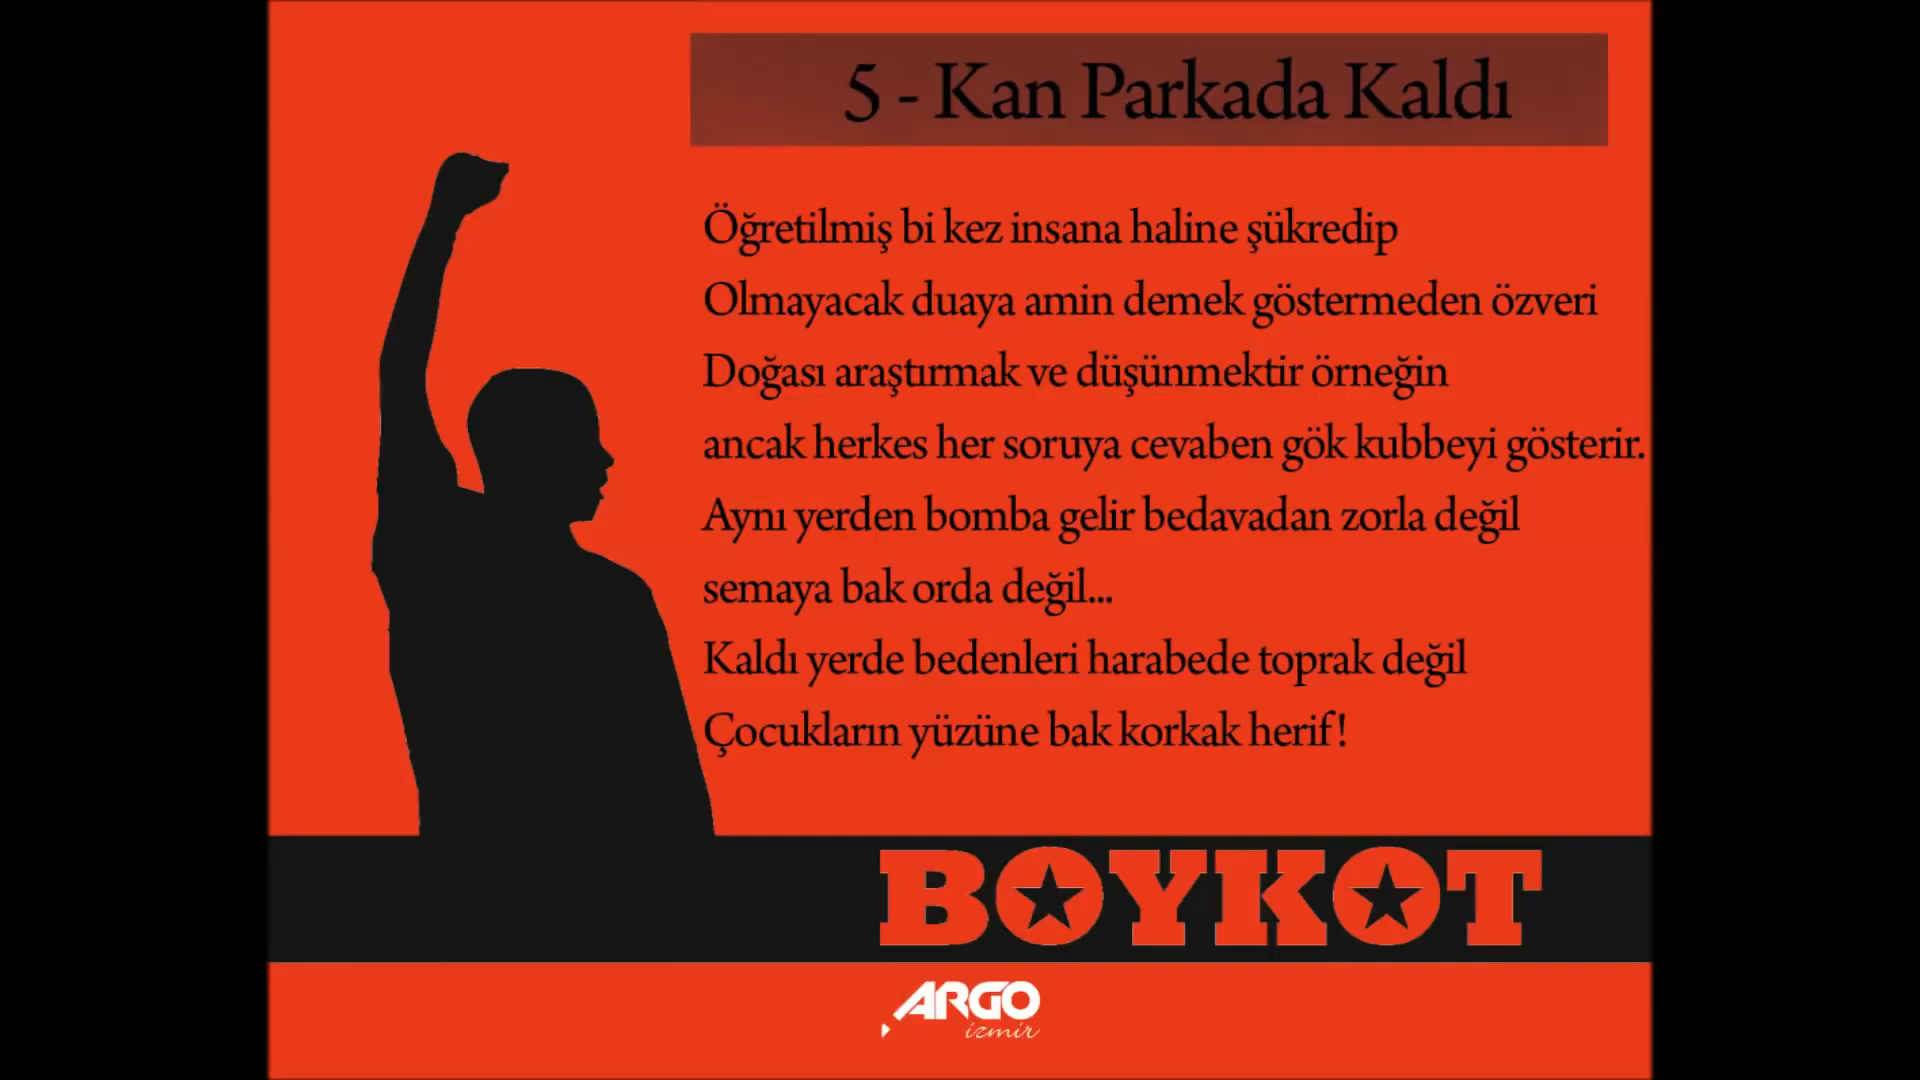 5 - Kan Parkada Kaldı
Öğretilmiş bi kez insana haline şükredip
Olmayacak duaya amin demek göstermeden özveri
Doğası araştırmak ve düşünmektir örneğin
ancak herkes her soruya cevaben gök kubbeyi gösterir.
Aynı yerden bomba gelir bedavadan zorla değil
semaya bak orda değil...
Kaldı yerde bedenleri harabede toprak değil
Çocukların yüzüne bak korkak herif!
BOYKOT
ARGO
izmir